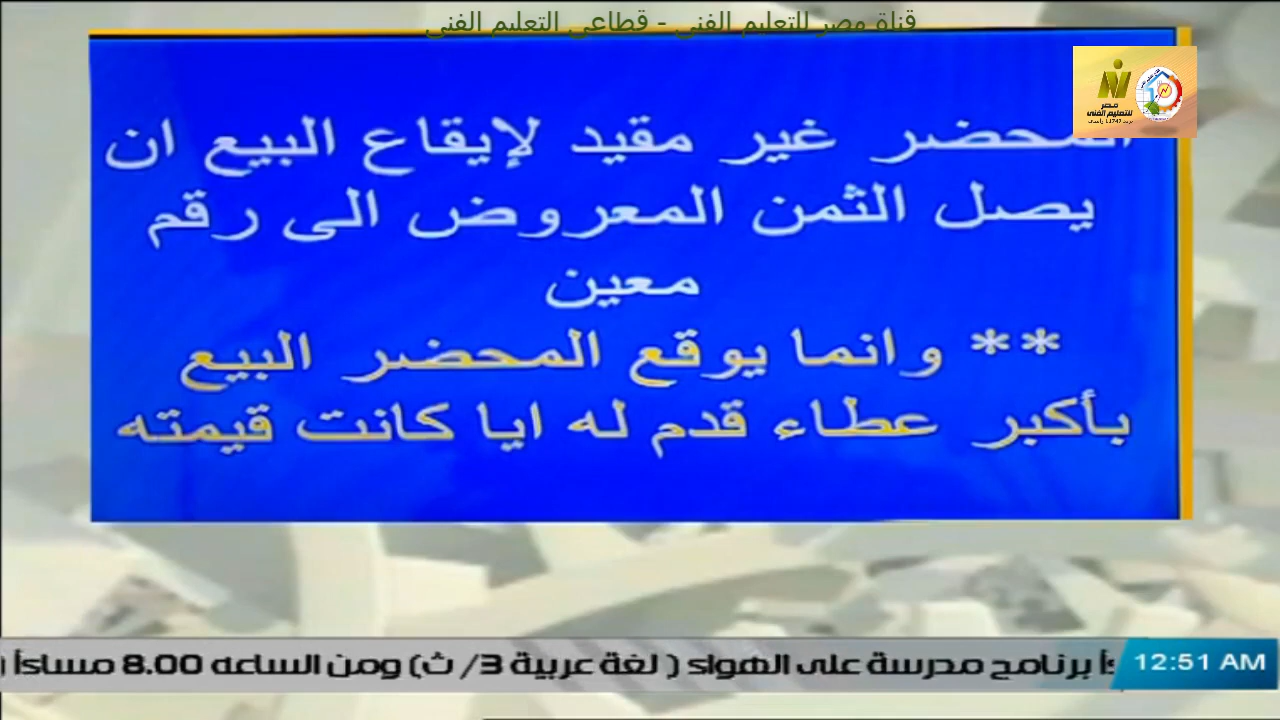 قناة مصر للتعليم الفنى - قطاعى التعليم الفنى
مصر
للتعليم الفنى
المحضر غير مقيد لإيقاع البيع ان
يصل الثمن المعروض الى رقم
معين
** وانما يوقع المحضر البيع
بأكبر عطاء قدم له ايا كانت قيمته
برنامج مدرسة على الهواء ( لغة عربية 3/ ث) ومن الساعه 8.00 مساءاً (
12:51 AM